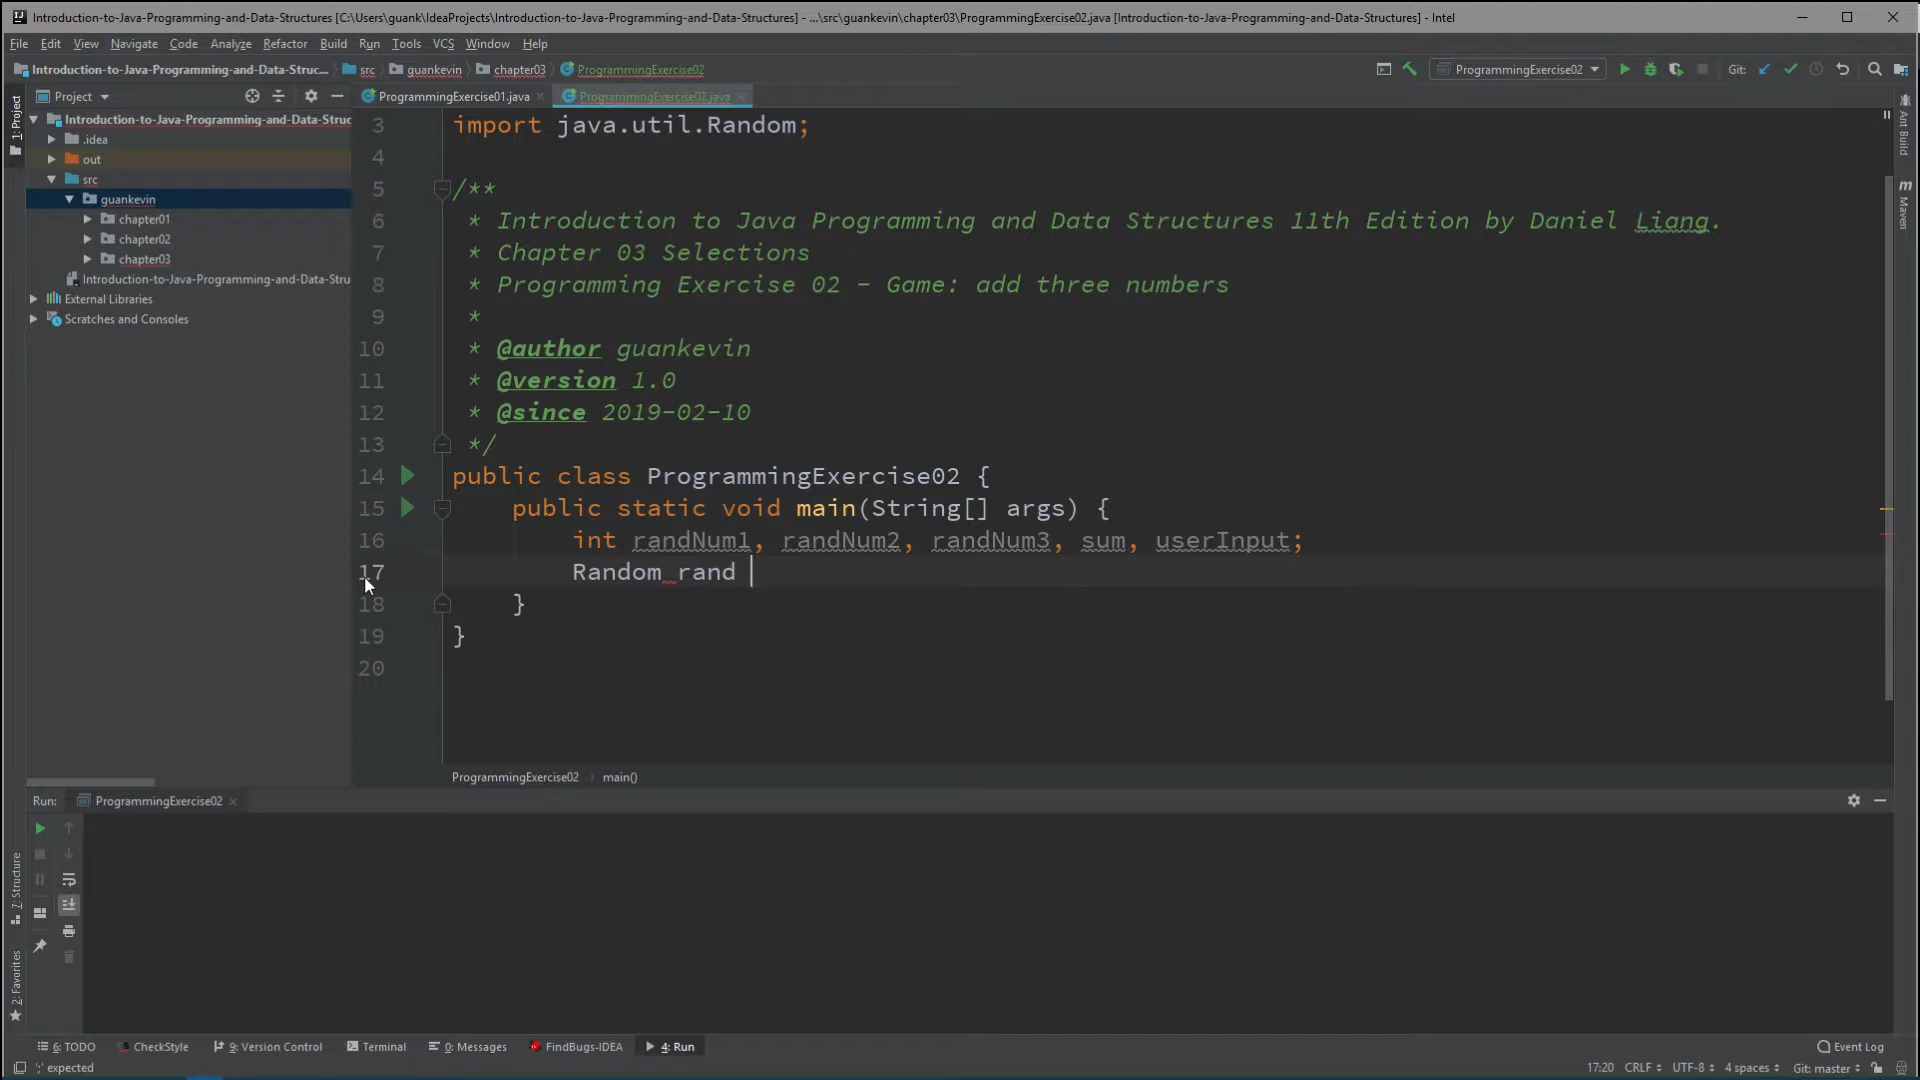 Introduction-to-Java-Programming-and-Data-Structures [C:\Users\guank\IdeaProjects\Introduction-to-Java-Programming-and-Data-Structures] - ...\src\guankevin\chapter03\ProgrammingExercise02.java [Introduction-to-Java-Programming-and-Data-Structures] - Intel
File Edit View Navigate Code Analyze Refactor Build Run Tools VCS Window Help
Introduction-to-Java-Programming-and-Data-Struc... src guankevin chapter03 ProgrammingExercise02
ProgrammingExercise02 Git:
Project
ProgrammingExercise01.java ProgrammingExercise02.java
1: Project
Introduction-to-Java-Programming-and-Data-Struc
.idea
out
src
guankevin
chapter01
chapter02
chapter03
Introduction-to-Java-Programming-and-Data-Stru
External Libraries
Scratches and Consoles
3 import java.util.Random;
4
5 /**
6 * Introduction to Java Programming and Data Structures 11th Edition by Daniel Liang.
7 * Chapter 03 Selections
8 * Programming Exercise 02 - Game: add three numbers
9 *
10 * @author guankevin
11 * @version 1.0
12 * @since 2019-02-10
13 */
14 public class ProgrammingExercise02 {
15 public static void main(String[] args) {
16 int randNum1, randNum2, randNum3, sum, userInput;
17 Random rand
18 }
19 }
20
Ant Build
m Maven
ProgrammingExercise02 main()
Run: ProgrammingExercise02
7: Structure
2: Favorites
6: TODO CheckStyle 9: Version Control Terminal 0: Messages FindBugs-IDEA 4: Run Event Log
';' expected 17:20 CRLF UTF-8 4 spaces Git: master